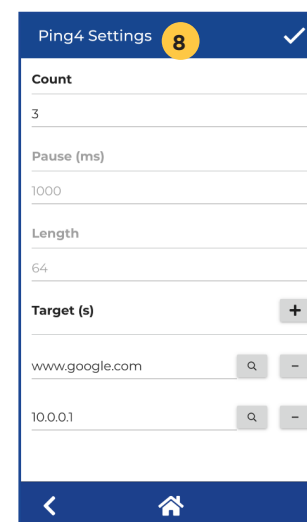 Ping4 Settings 8
Count
3
Pause (ms)
1000
Length
64
Target (s) +
www.google.com -
10.0.0.1 -